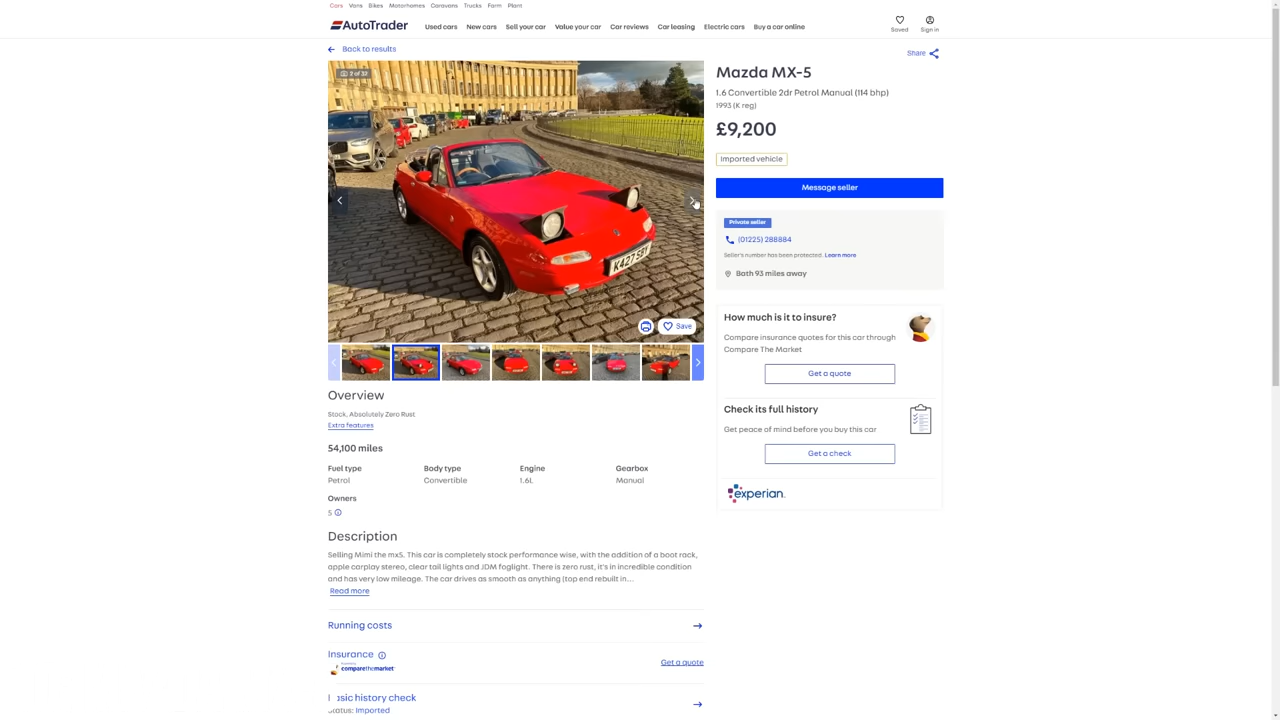 Cars Vans Bikes Motorhomes Caravans Trucks Farm Plant
AutoTrader
Used cars New cars Sell your car Value your car Car reviews Car leasing Electric cars Buy a car online
Saved Sign in
Back to results
Share
2 of 32
K427 SBY
Save
Mazda MX-5
1.6 Convertible 2dr Petrol Manual (114 bhp)
1993 (K reg)
£9,200
Imported vehicle
Message seller
Private seller
(01225) 288884
Seller's number has been protected. Learn more
Bath 93 miles away
How much is it to insure?
Compare insurance quotes for this car through
Compare The Market
Get a quote
Check its full history
Get peace of mind before you buy this car
Get a check
experian.
Overview
Stock, Absolutely Zero Rust
Extra features
54,100 miles
Fuel type Body type Engine Gearbox
Petrol Convertible 1.6L Manual
Owners
5
Description
Selling Mimi the mx5. This car is completely stock performance wise, with the addition of a boot rack,
apple carplay stereo, clear tail lights and JDM foglight. There is zero rust, it's in incredible condition
and has very low mileage. The car drives as smooth as anything (top end rebuilt in...
Read more
Running costs
Insurance
comparethemarket
Get a quote
asic history check
Status: Imported